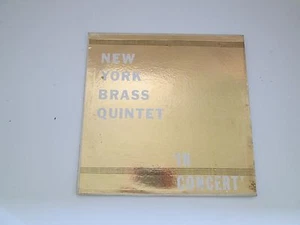 NEW
YORK
BRASS
QUINTET
IN
CONCERT